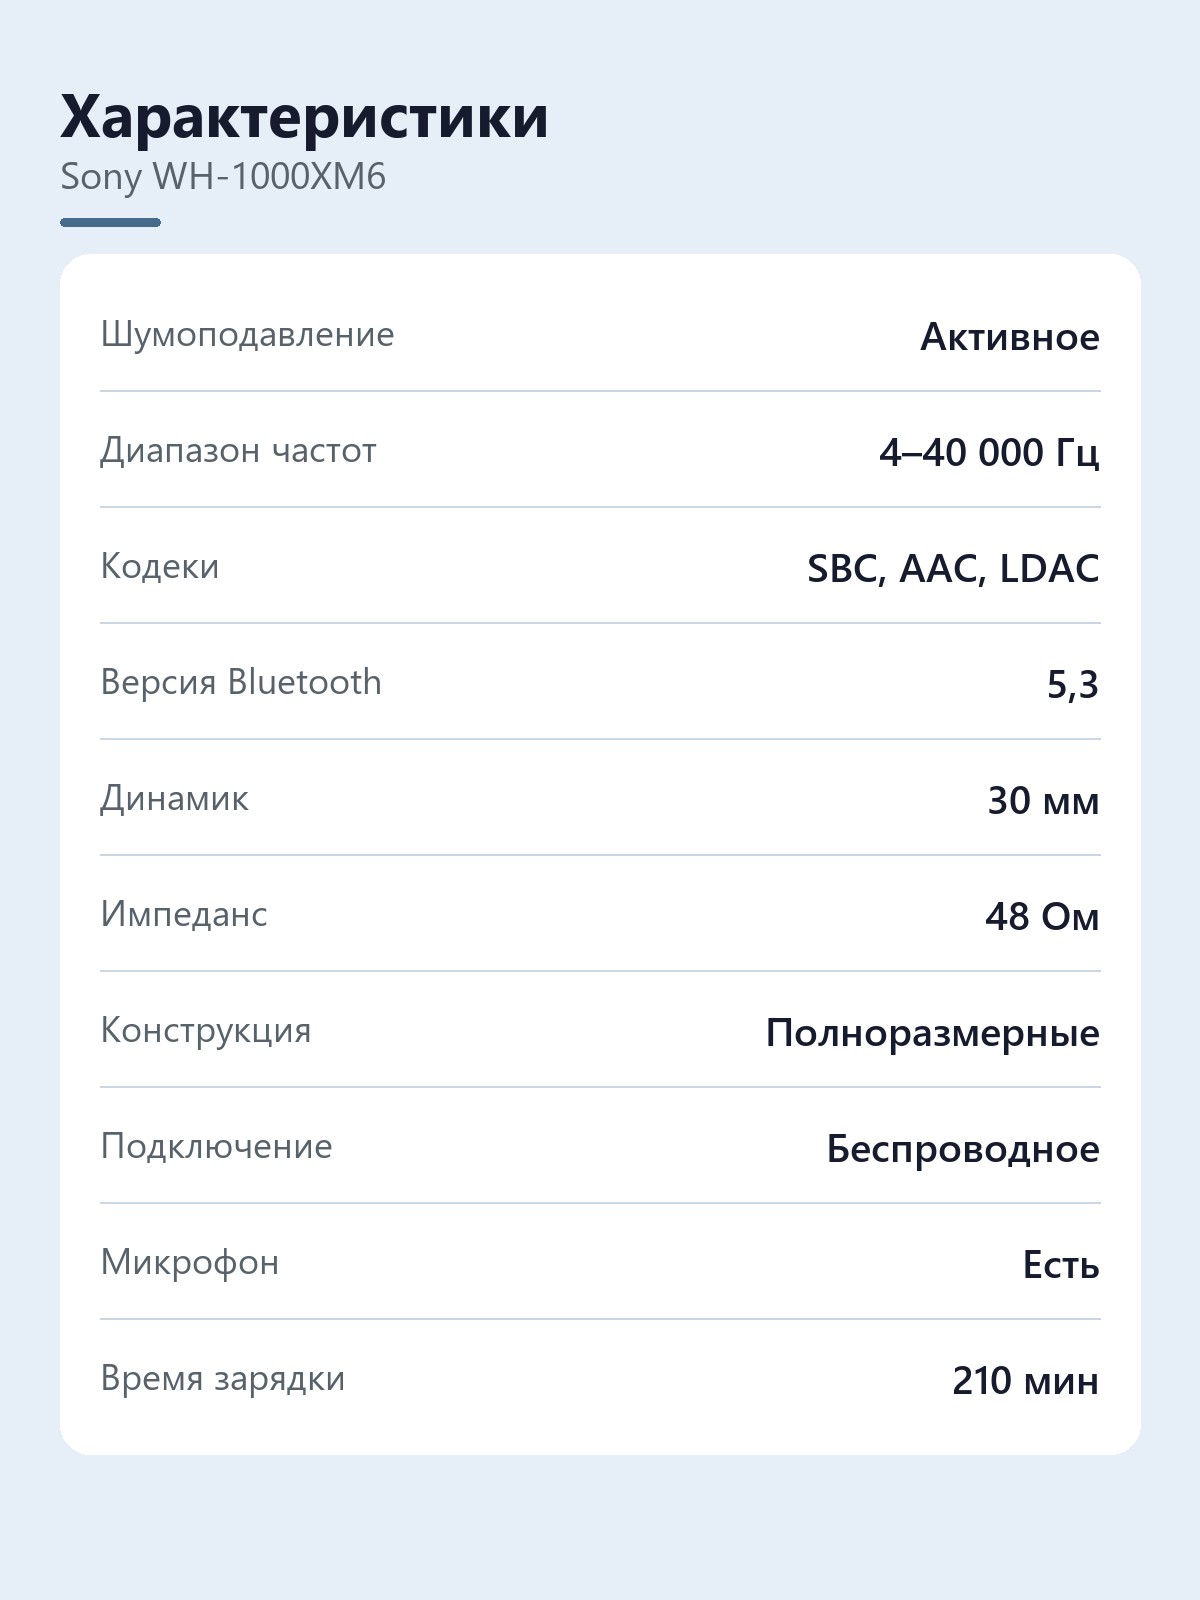 Характеристики
Sony WH-1000XM6
Шумоподавление Активное
Диапазон частот 4–40 000 Гц
Кодеки SBC, AAC, LDAC
Версия Bluetooth 5,3
Динамик 30 мм
Импеданс 48 Ом
Конструкция Полноразмерные
Подключение Беспроводное
Микрофон Есть
Время зарядки 210 мин